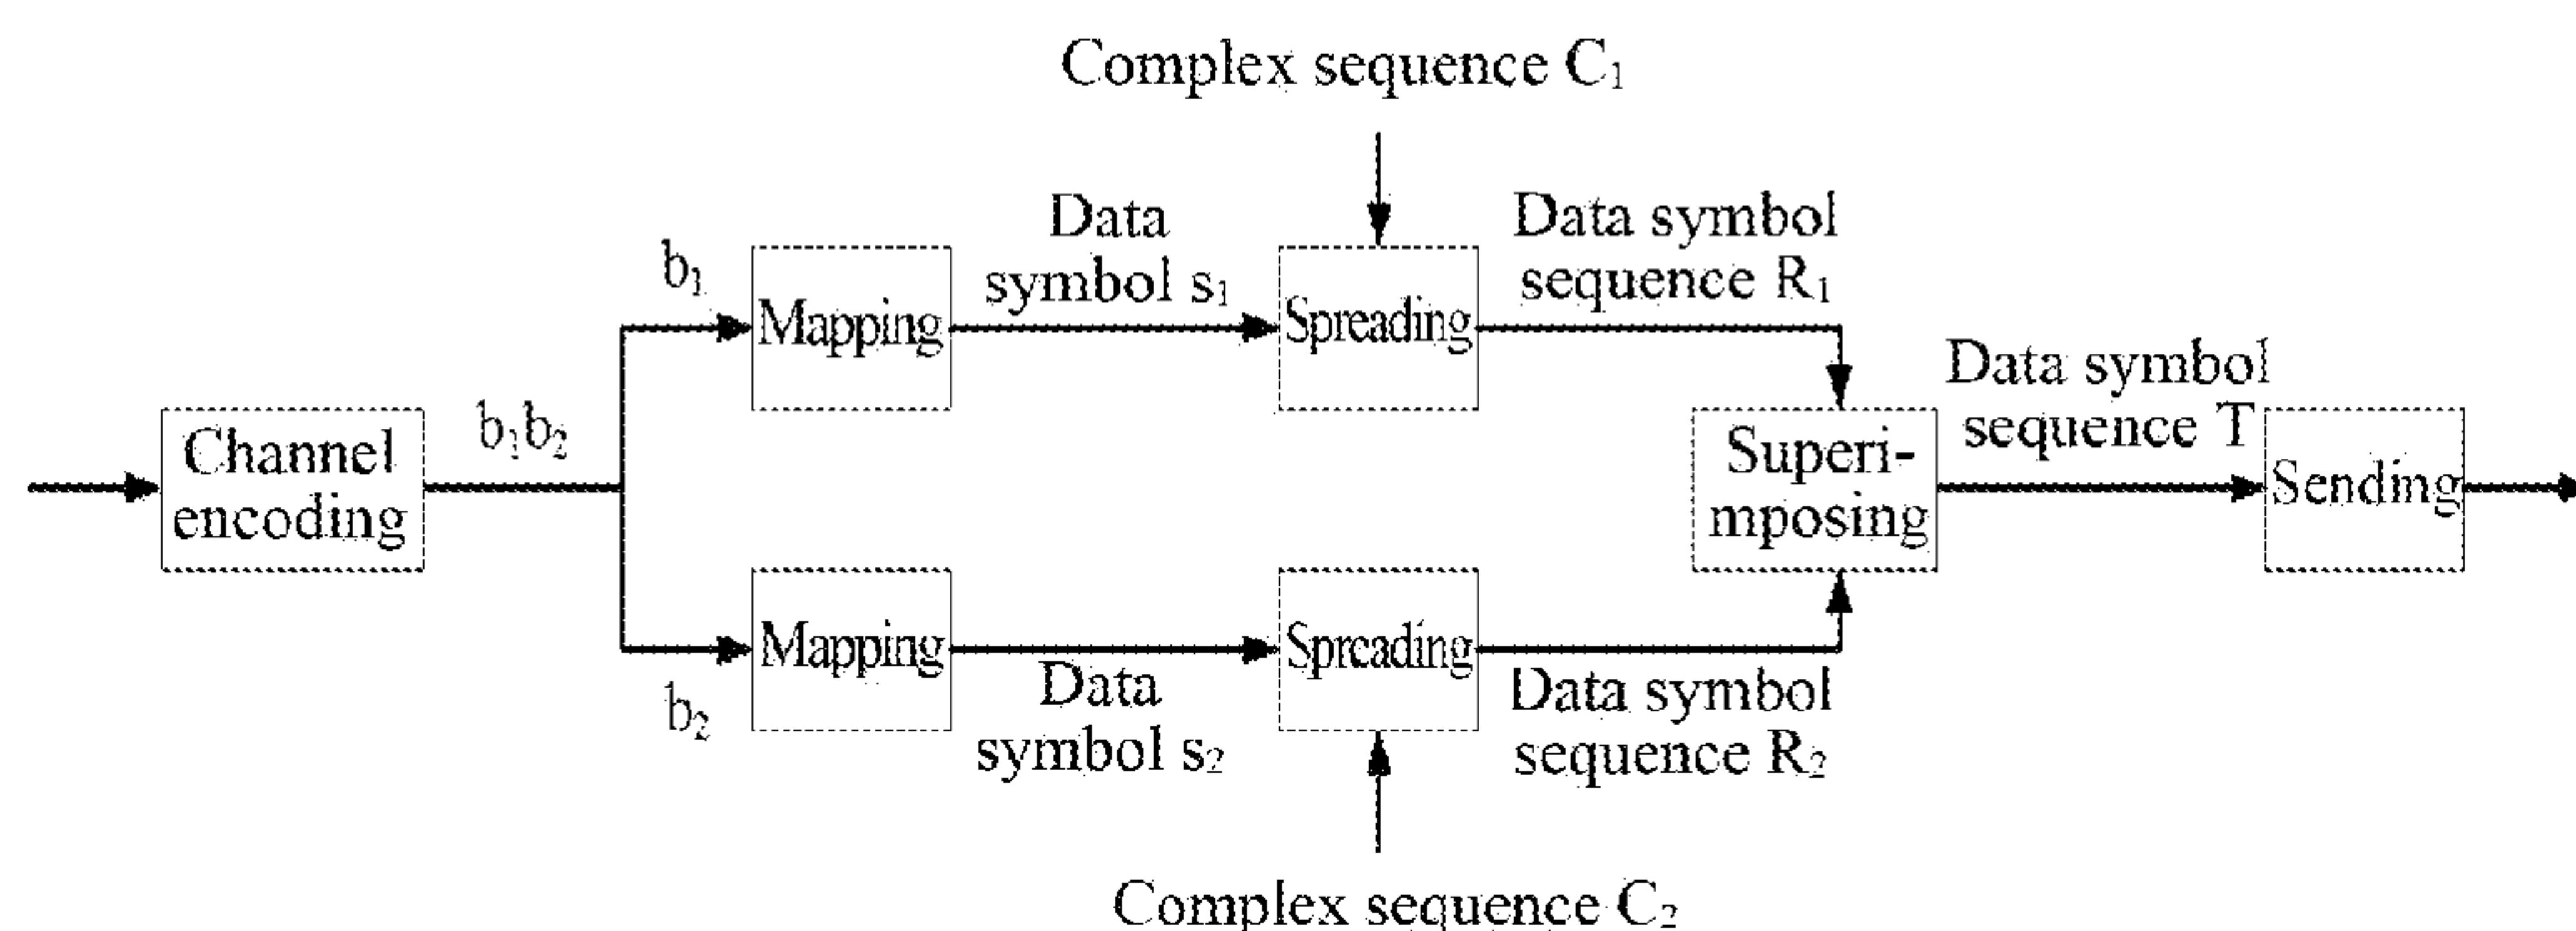 Complex sequence C₁
Data
symbol s₁
Data symbol
sequence R₁
b₁
Mapping
Spreading
Data symbol
sequence T
b₁b₂
Channel
encoding
Superi-
mposing
Sending
Mapping
Spreading
b₂
Data
symbol s₂
Data symbol
sequence R₂
Complex sequence C₂